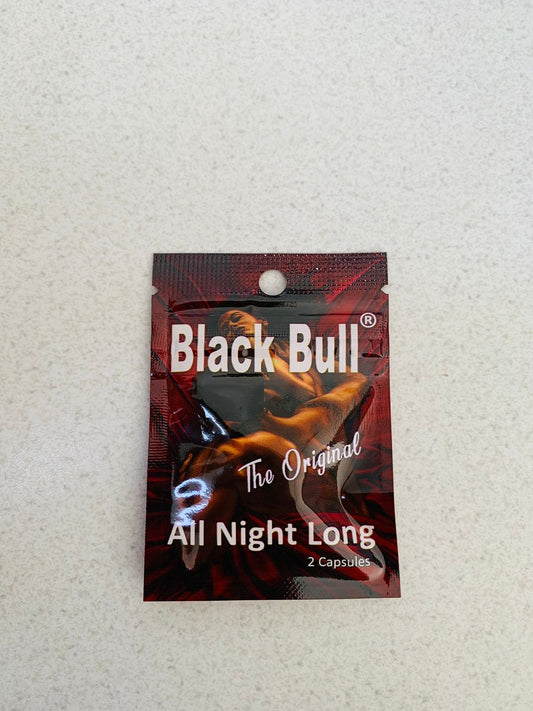 Black Bull®
The Original
All Night Long
2 Capsules